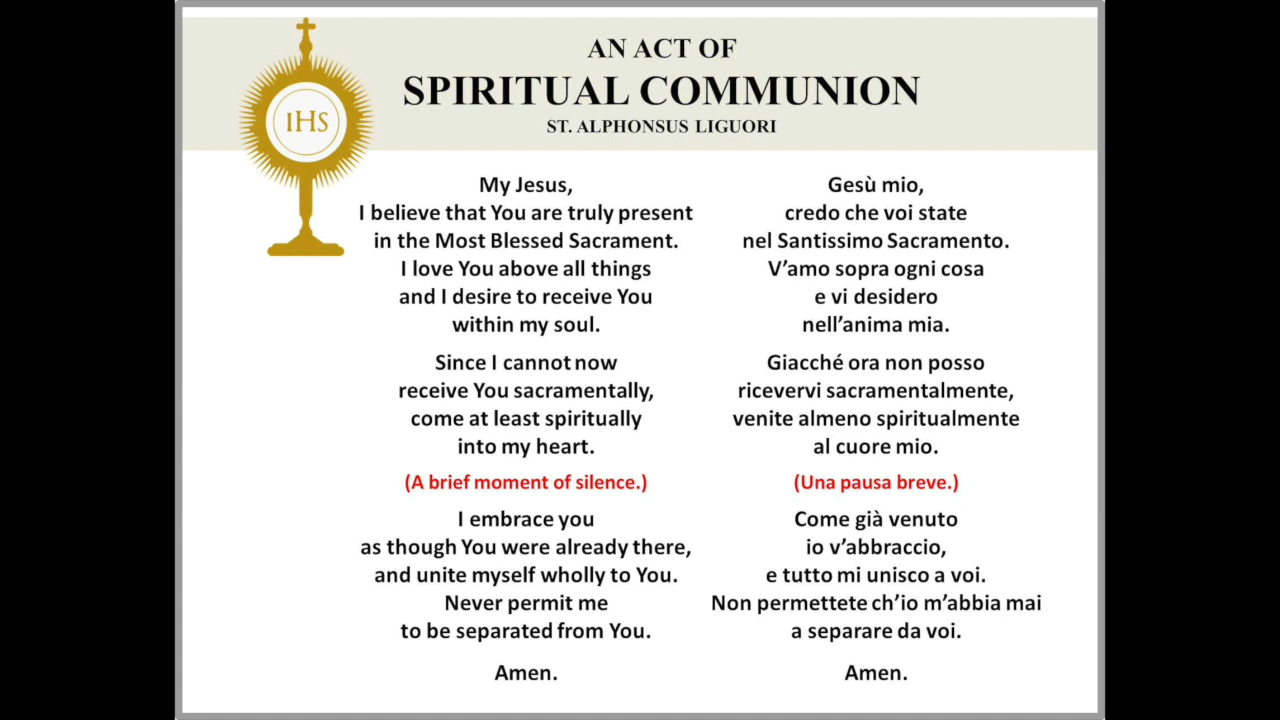 AN ACT OF
SPIRITUAL COMMUNION
ST. ALPHONSUS LIGUORI
IHS
My Jesus,
I believe that You are truly present
in the Most Blessed Sacrament.
I love You above all things
and I desire to receive You
within my soul.
Since I cannot now
receive You sacramentally,
come at least spiritually
into my heart.
(A brief moment of silence.)
I embrace you
as though You were already there,
and unite myself wholly to You.
Never permit me
to be separated from You.
Amen.
Gesù mio,
credo che voi state
nel Santissimo Sacramento.
V’amo sopra ogni cosa
e vi desidero
nell’anima mia.
Giacché ora non posso
ricevervi sacramentalmente,
venite almeno spiritualmente
al cuore mio.
(Una pausa breve.)
Come già venuto
io v’abbraccio,
e tutto mi unisco a voi.
Non permettete ch’io m’abbia mai
a separare da voi.
Amen.